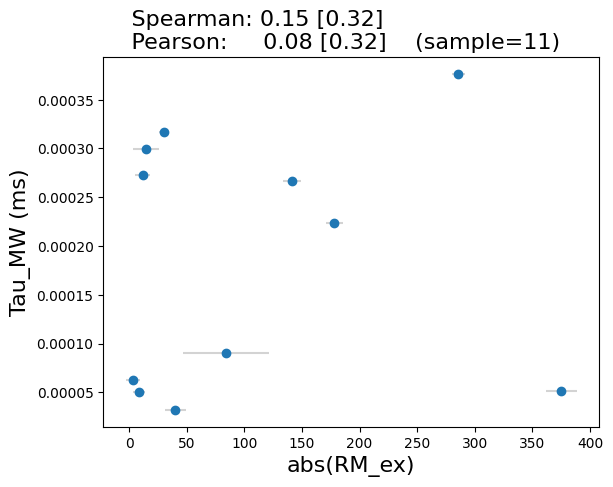 Spearman: 0.15 [0.32]
Pearson: 0.08 [0.32] (sample=11)
Tau_MW (ms)
0.00035
0.00030
0.00025
0.00020
0.00015
0.00010
0.00005
0 50 100 150 200 250 300 350 400
abs(RM_ex)